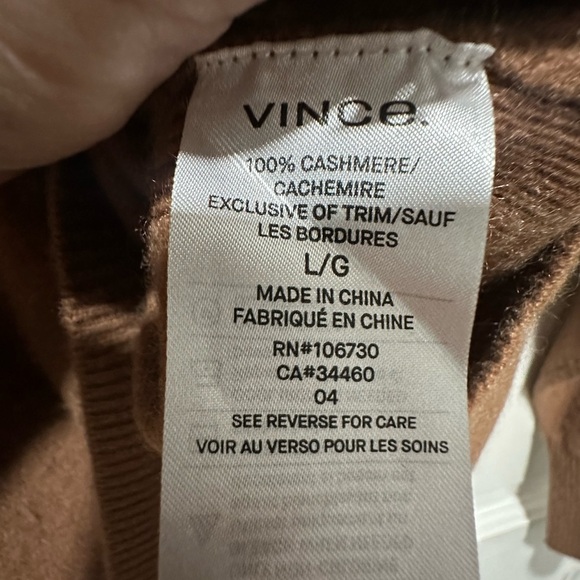 VINCE.
100% CASHMERE/
CACHEMIRE
EXCLUSIVE OF TRIM/SAUF
LES BORDURES
L/G
MADE IN CHINA
FABRIQUÉ EN CHINE
RN#106730
CA#34460
04
SEE REVERSE FOR CARE
VOIR AU VERSO POUR LES SOINS